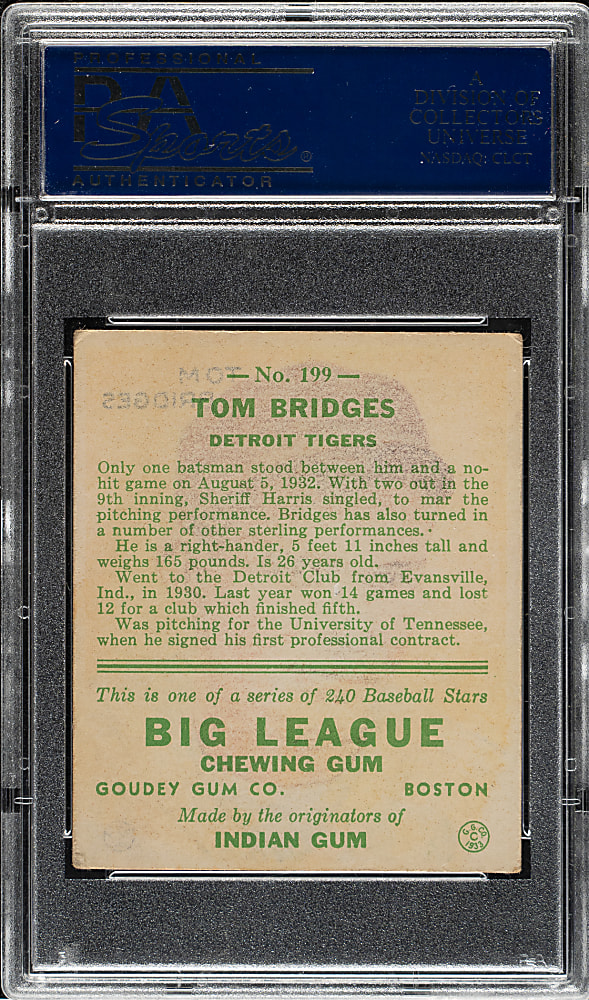 PROFESSIONAL
PSA
Sports®
AUTHENTICATOR
A
DIVISION OF
COLLECTORS
UNIVERSE
NASDAQ: CLCT
— No. 199 —
TOM BRIDGES
DETROIT TIGERS
Only one batsman stood between him and a no-
hit game on August 5, 1932. With two out in the
9th inning, Sheriff Harris singled, to mar the
pitching performance. Bridges has also turned in
a number of other sterling performances.
He is a right-hander, 5 feet 11 inches tall and
weighs 165 pounds. Is 26 years old.
Went to the Detroit Club from Evansville,
Ind., in 1930. Last year won 14 games and lost
12 for a club which finished fifth.
Was pitching for the University of Tennessee,
when he signed his first professional contract.
This is one of a series of 240 Baseball Stars
BIG LEAGUE
CHEWING GUM
GOUDEY GUM CO. BOSTON
Made by the originators of
INDIAN GUM
G. G. CO.
C
1933
PSA